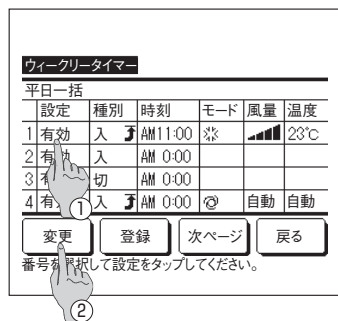 ウィークリータイマー
平日一括
設定 種別 時刻 モード 風量 温度
1 有効 入 AM11:00 23℃
2 有効 入 AM 0:00
3 切 AM 0:00
4 有効 入 AM 0:00 自動 自動
変更 登録 次ページ 戻る
番号を選択して設定をタップしてください。
①
②